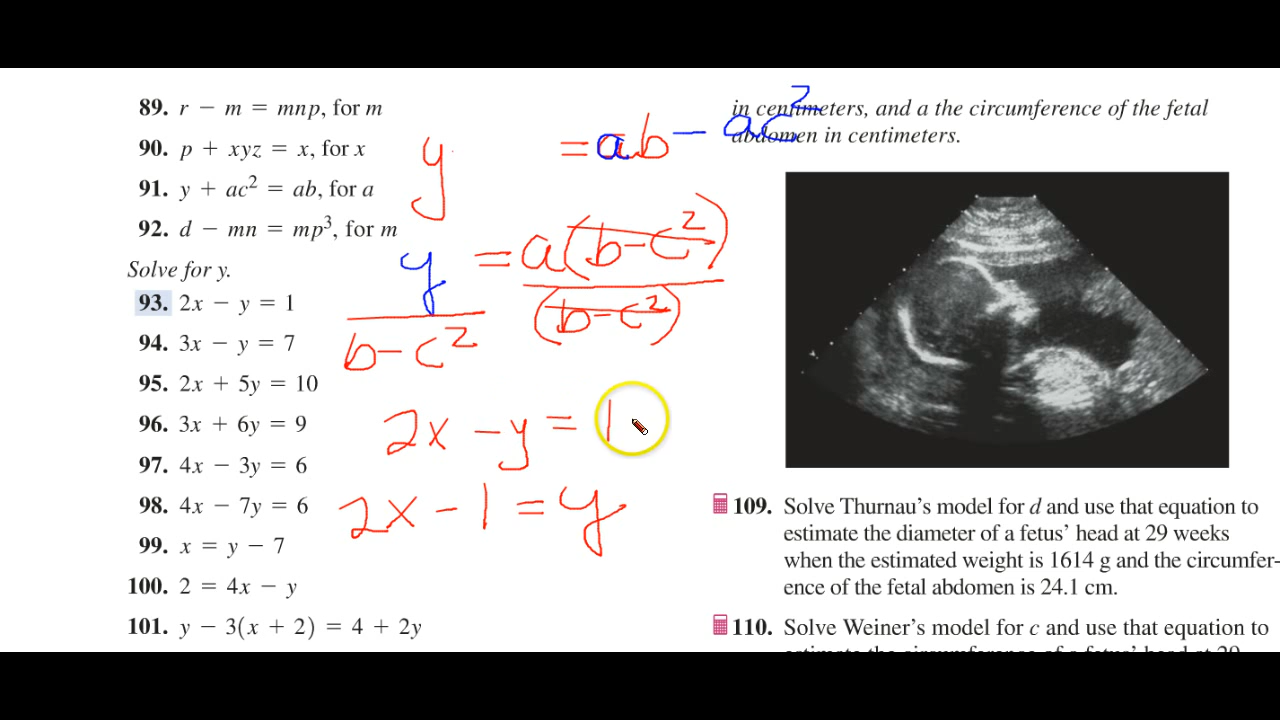 89. r − m = mnp, for m
90. p + xyz = x, for x
91. y + ac² = ab, for a
92. d − mn = mp³, for m
Solve for y.
93. 2x − y = 1
94. 3x − y = 7
95. 2x + 5y = 10
96. 3x + 6y = 9
97. 4x − 3y = 6
98. 4x − 7y = 6
99. x = y − 7
100. 2 = 4x − y
101. y − 3(x + 2) = 4 + 2y
y = ab − ac²
y = a(b−c²)
b−c² (b−c²)
2x − y = 1
2x − 1 = y
in centimeters, and a the circumference of the fetal
abdomen in centimeters.
109. Solve Thurnau's model for d and use that equation to
estimate the diameter of a fetus' head at 29 weeks
when the estimated weight is 1614 g and the circumfer-
ence of the fetal abdomen is 24.1 cm.
110. Solve Weiner's model for c and use that equation to